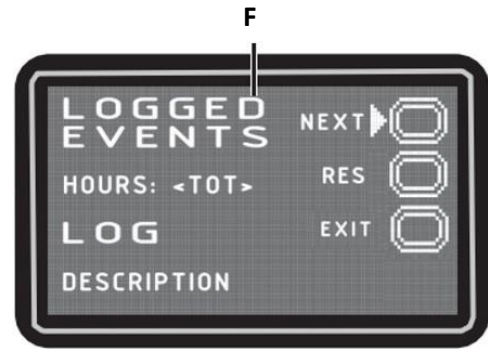 F
LOGGED
EVENTS
NEXT
HOURS: <TOT>
RES
LOG
EXIT
DESCRIPTION